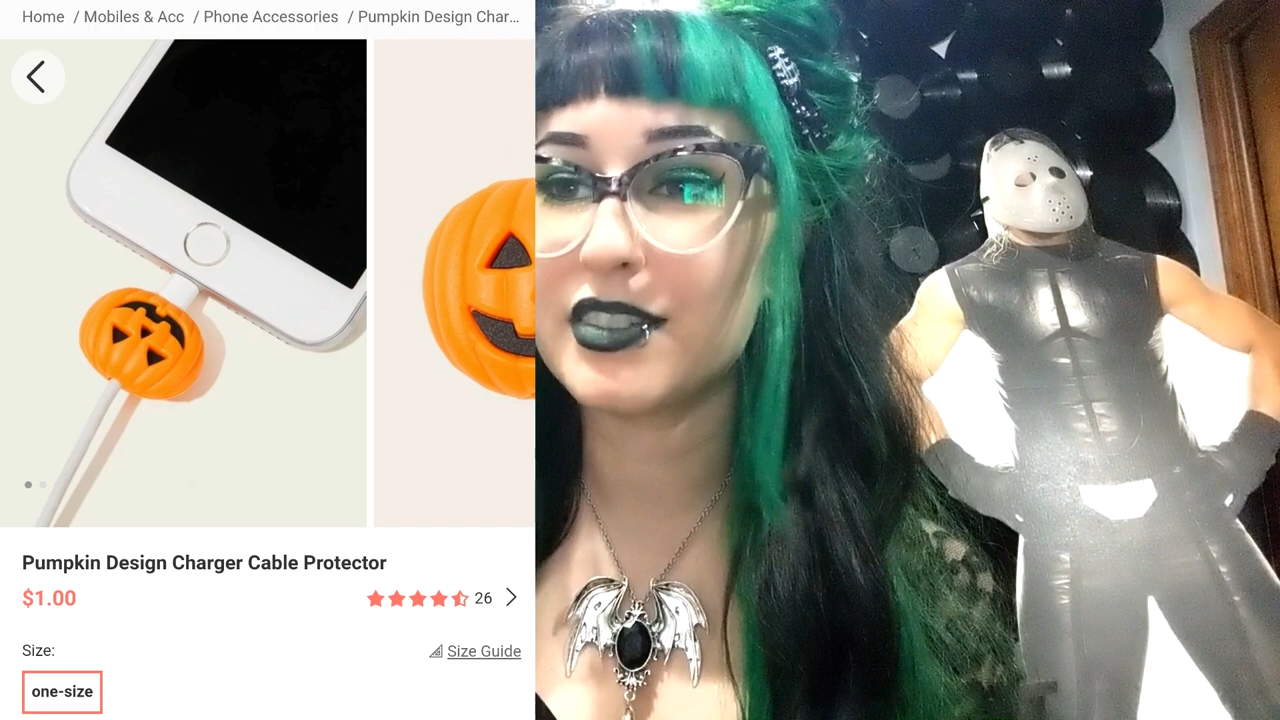 Home / Mobiles & Acc / Phone Accessories / Pumpkin Design Char...
Pumpkin Design Charger Cable Protector
$1.00
26
Size:
Size Guide
one-size